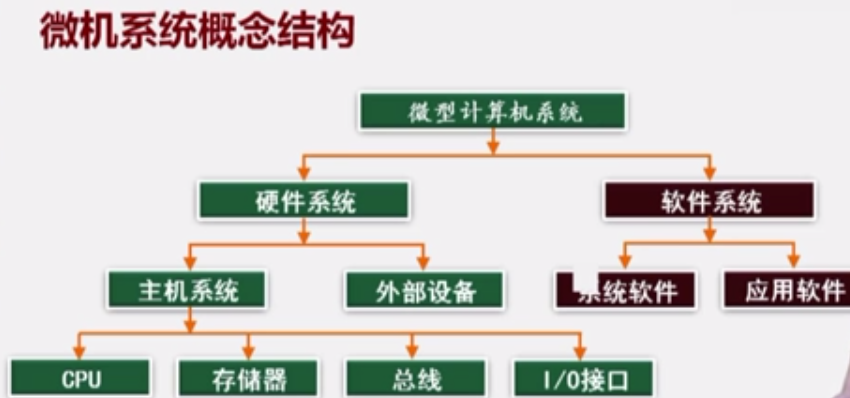 微机系统概念结构
微型计算机系统
硬件系统 软件系统
主机系统 外部设备 系统软件 应用软件
CPU 存储器 总线 I/O接口